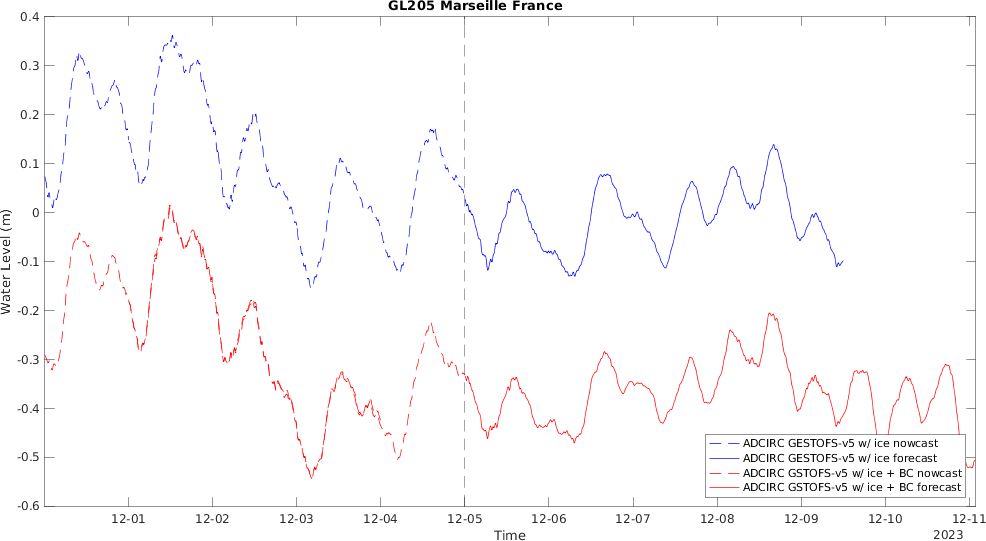 GL205 Marseille France
0.4
0.3
0.2
0.1
0
-0.1
-0.2
-0.3
-0.4
-0.5
-0.6
Water Level (m)
ADCIRC GESTOFS-v5 w/ ice nowcast
ADCIRC GESTOFS-v5 w/ ice forecast
ADCIRC GSTOFS-v5 w/ ice + BC nowcast
ADCIRC GSTOFS-v5 w/ ice + BC forecast
12-01 12-02 12-03 12-04 12-05 12-06 12-07 12-08 12-09 12-10 12-11
Time
2023